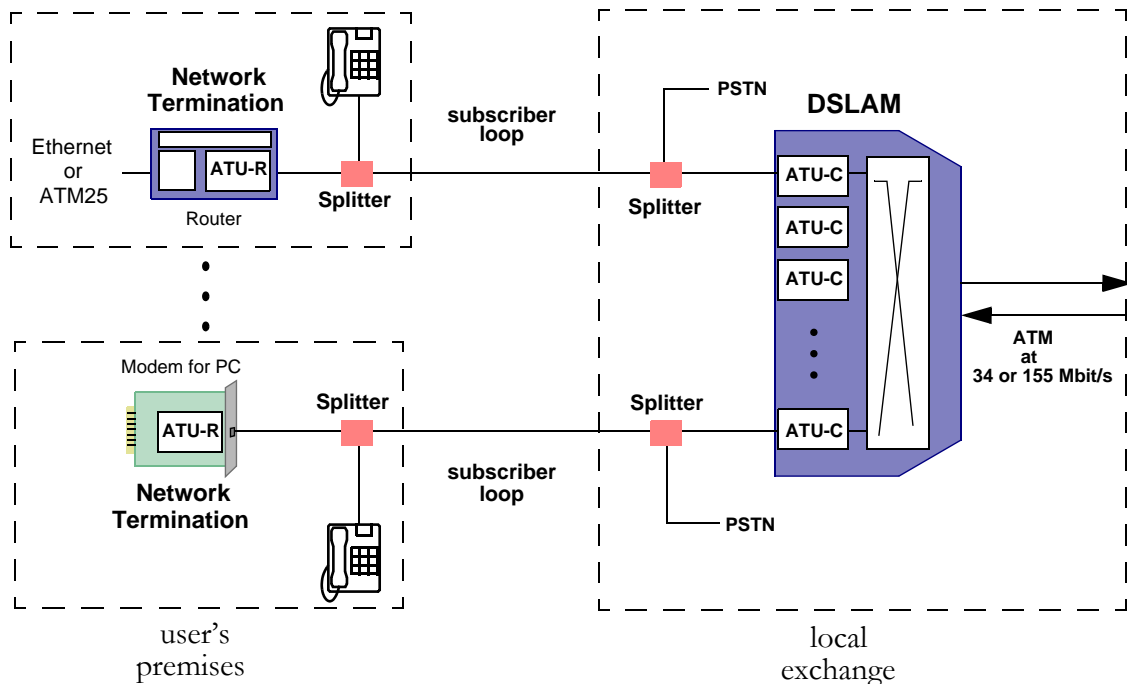 Network
Termination
Ethernet
or
ATM25
ATU-R
Router
Splitter
subscriber
loop
PSTN
Splitter
DSLAM
ATU-C
ATU-C
ATU-C
ATU-C
ATM
at
34 or 155 Mbit/s
Modem for PC
ATU-R
Network
Termination
Splitter
subscriber
loop
Splitter
PSTN
user's
premises
local
exchange